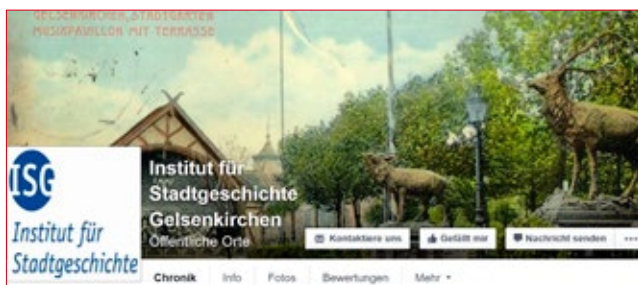 GELSENKIRCHEN, STADTGARTEN
MUSIKPAVILLON MIT TERRASSE
ISG
Institut für
Stadtgeschichte
Institut für
Stadtgeschichte
Gelsenkirchen
Öffentliche Orte
Kontaktiere uns
Gefällt mir
Nachricht senden
Chronik Info Fotos Bewertungen Mehr